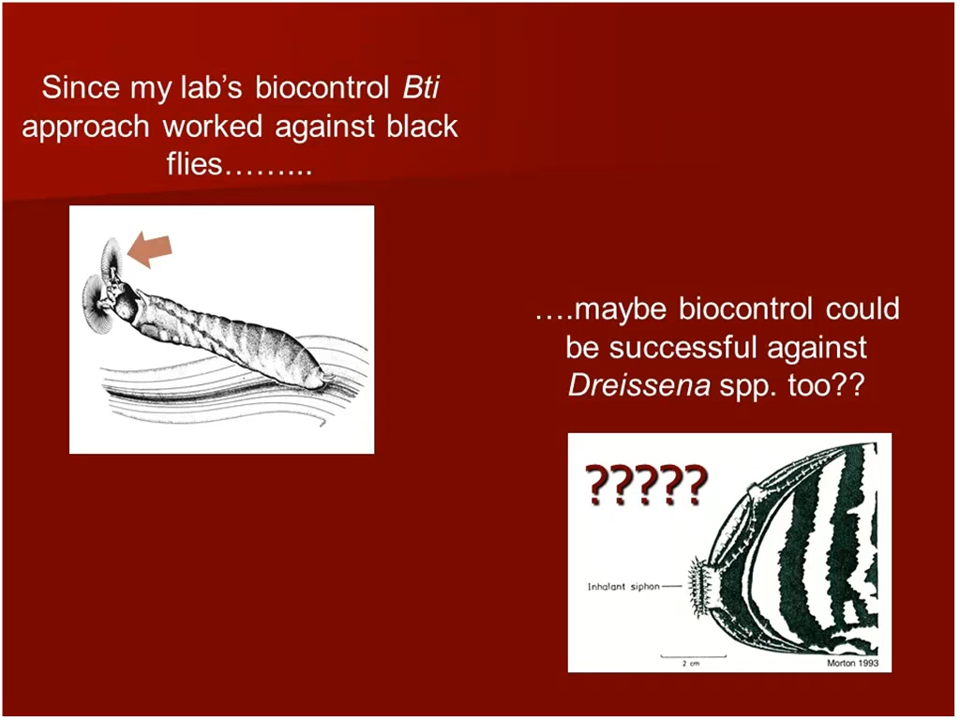 Since my lab’s biocontrol Bti
approach worked against black
flies……...
….maybe biocontrol could
be successful against
Dreissena spp. too??
?????
Inhalant siphon
2 cm
Morton 1993